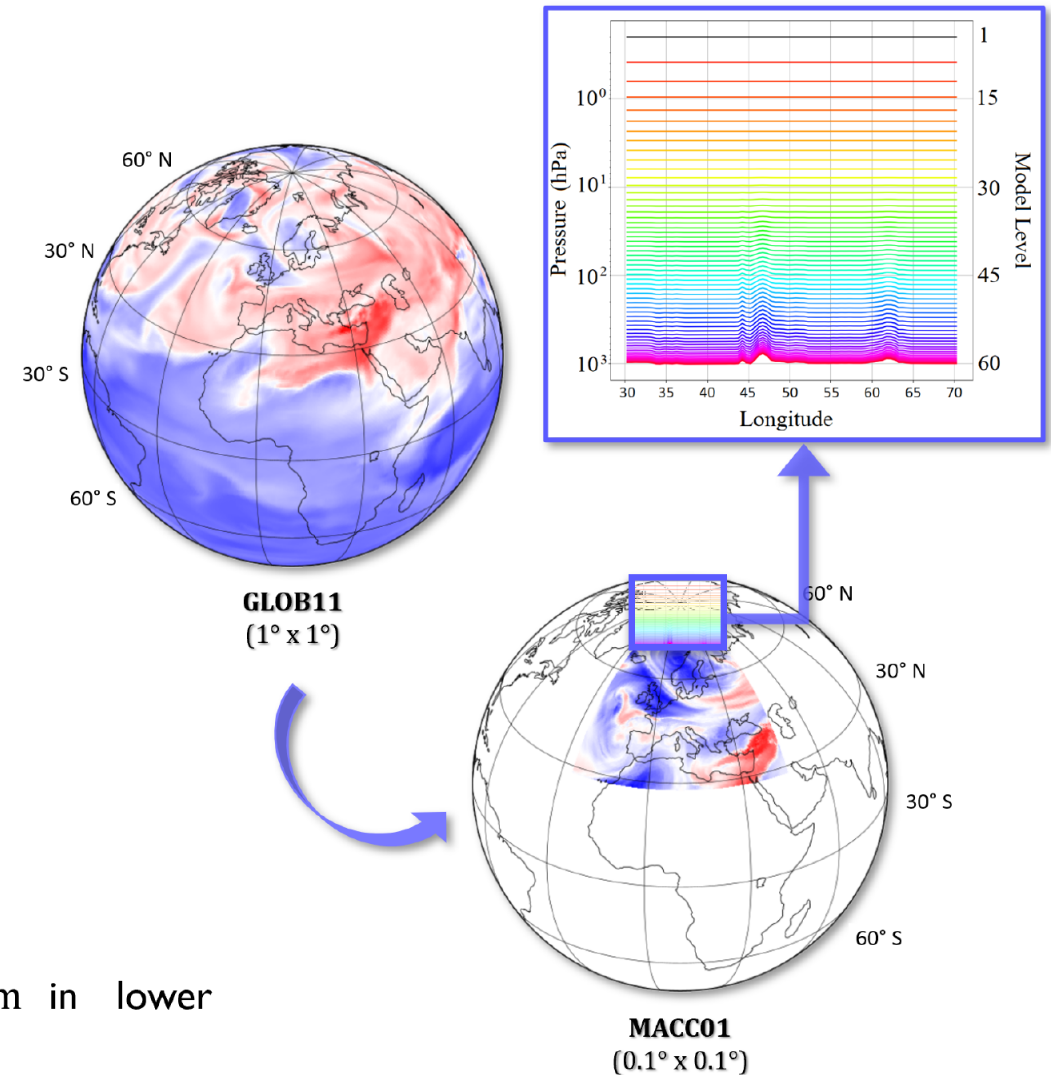 1
10⁰
15
Pressure (hPa)
10¹
30
Model Level
10²
45
10³
60
30 35 40 45 50 55 60 65 70
Longitude
60° N
30° N
30° S
60° S
GLOB11
(1° x 1°)
60° N
30° N
30° S
60° S
m in lower
MACC01
(0.1° x 0.1°)